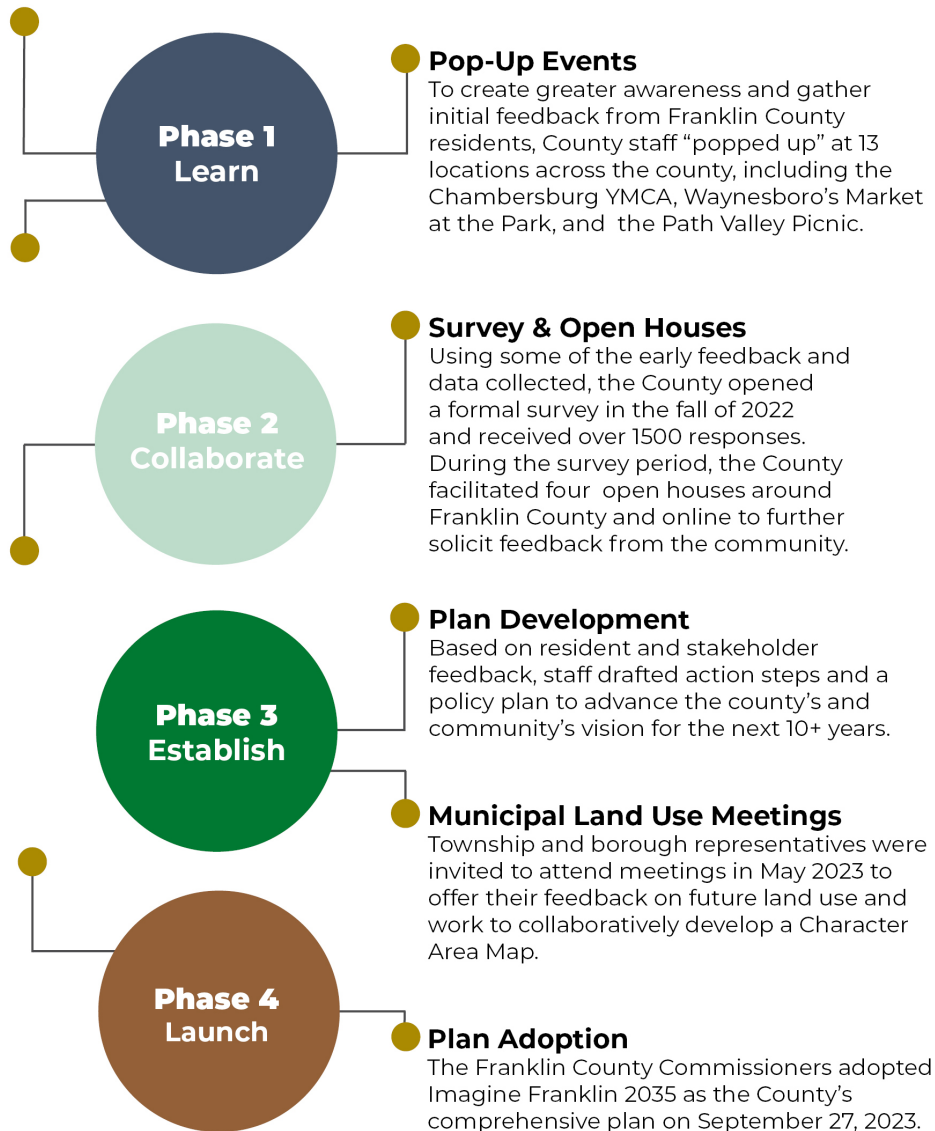 Phase 1
Learn
Pop-Up Events
To create greater awareness and gather
initial feedback from Franklin County
residents, County staff “popped up” at 13
locations across the county, including the
Chambersburg YMCA, Waynesboro’s Market
at the Park, and  the Path Valley Picnic.
Phase 2
Collaborate
Survey & Open Houses
Using some of the early feedback and
data collected, the County opened
a formal survey in the fall of 2022
and received over 1500 responses.
During the survey period, the County
facilitated four  open houses around
Franklin County and online to further
solicit feedback from the community.
Phase 3
Establish
Plan Development
Based on resident and stakeholder
feedback, staff drafted action steps and a
policy plan to advance the county’s and
community’s vision for the next 10+ years.
Municipal Land Use Meetings
Township and borough representatives were
invited to attend meetings in May 2023 to
offer their feedback on future land use and
work to collaboratively develop a Character
Area Map.
Phase 4
Launch
Plan Adoption
The Franklin County Commissioners adopted
Imagine Franklin 2035 as the County’s
comprehensive plan on September 27, 2023.